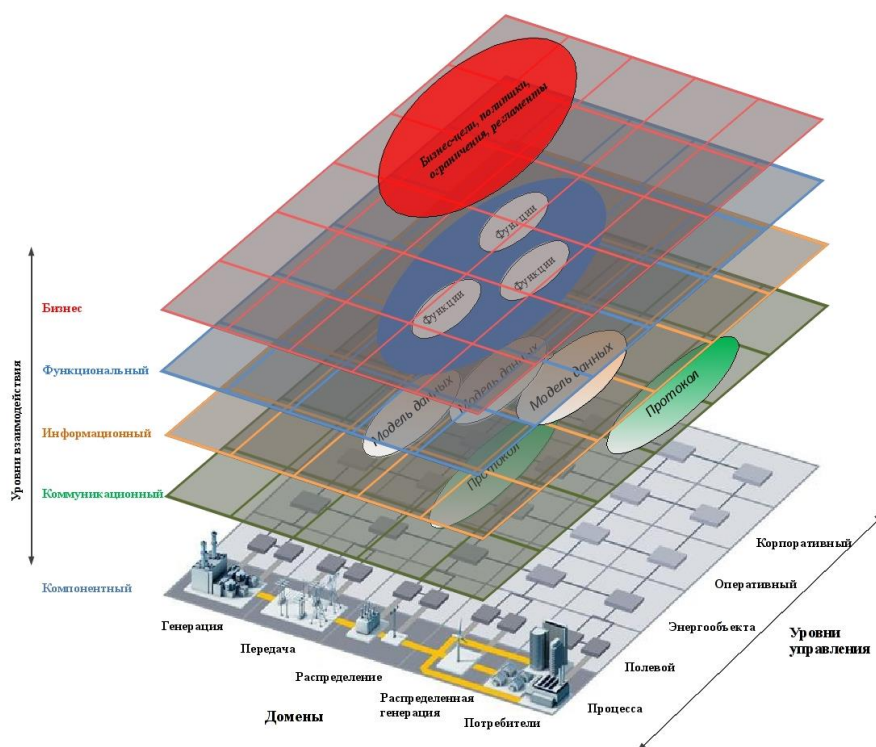 Бизнес-цели, политики,
ограничения, регламенты
Функции
Функции
Функции
Модель данных
Модель данных
Модель данных
Протокол
Протокол
Уровни взаимодействия
Бизнес
Функциональный
Информационный
Коммуникационный
Компонентный
Генерация
Передача
Распределение
Распределенная
генерация
Потребители
Домены
Корпоративный
Оперативный
Энергообъекта
Полевой
Процесса
Уровни
управления